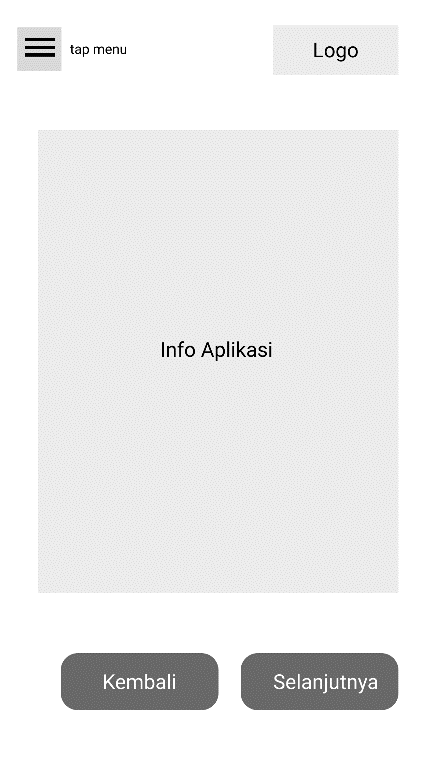 tap menu
Logo
Info Aplikasi
Kembali
Selanjutnya